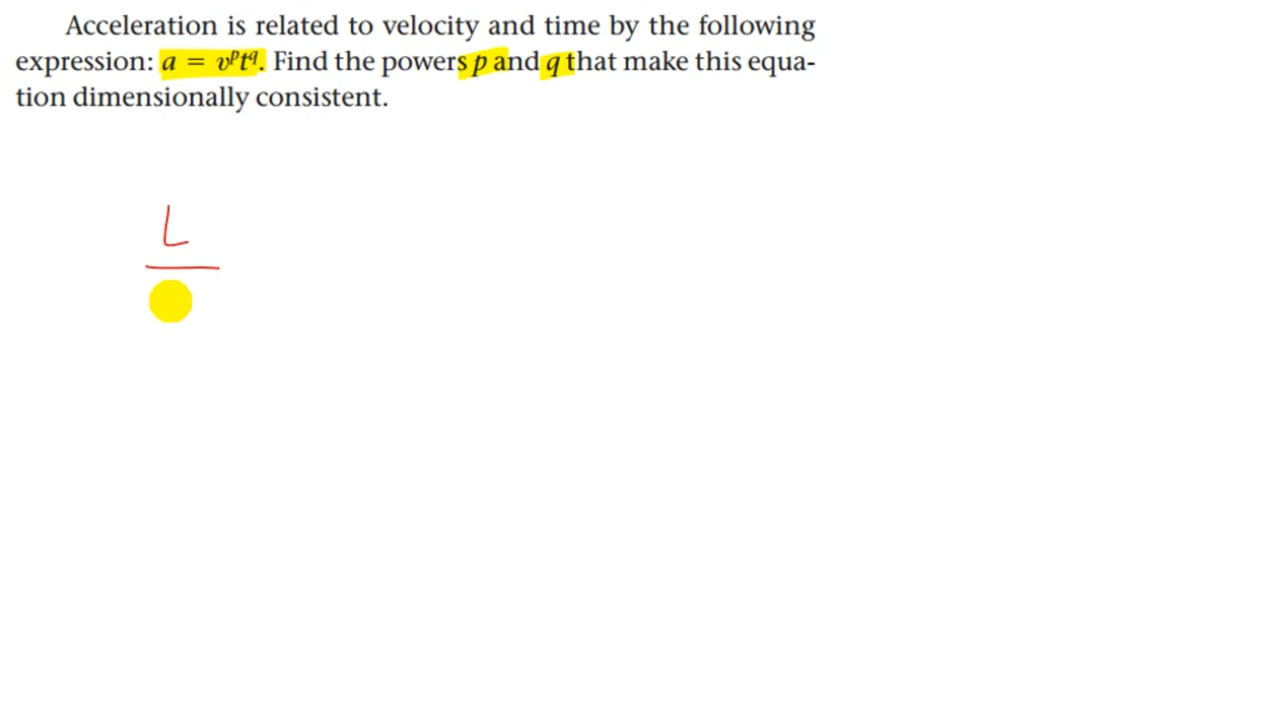 Acceleration is related to velocity and time by the following
expression: a = vᵖt^q. Find the powers p and q that make this equa-
tion dimensionally consistent.
L